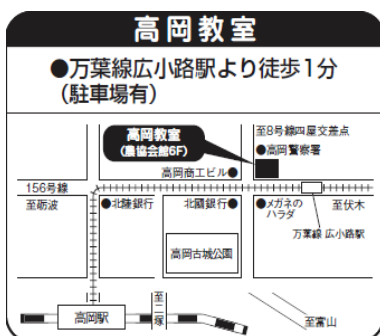 高岡教室
●万葉線広小路駅より徒歩1分
(駐車場有)
高岡教室
(農協会館6F)
至8号線四屋交差点
●高岡警察署
高岡商工ビル●
156号線
至砺波
●北陸銀行
北國銀行●
●メガネの
ハラダ
至伏木
万葉線 広小路駅
高岡古城公園
高岡駅
至二塚
至富山